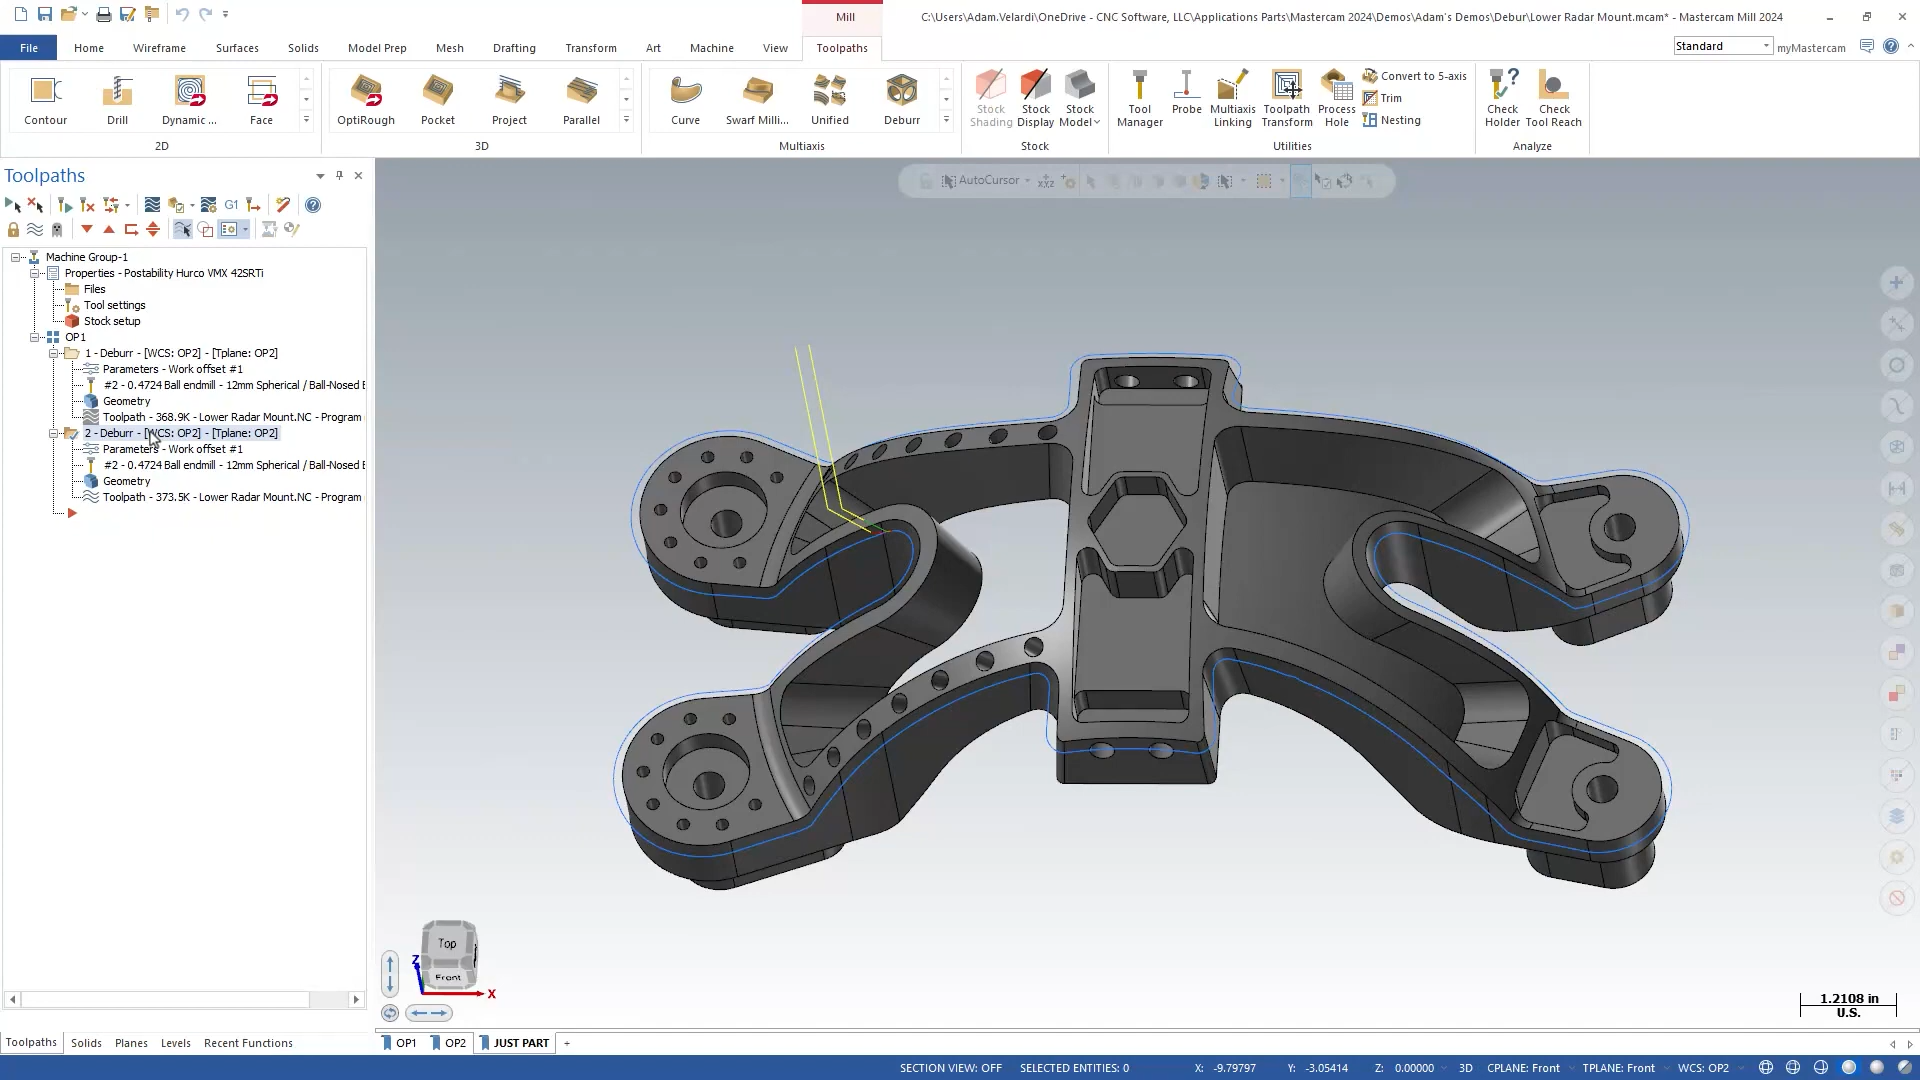 Mill
C:\Users\Adam.Velardi\OneDrive - CNC Software, LLC\Applications Parts\Mastercam 2024\Demos\Adam's Demos\Debur\Lower Radar Mount.mcam* - Mastercam Mill 2024
File Home Wireframe Surfaces Solids Model Prep Mesh Drafting Transform Art Machine View Toolpaths
Standard
myMastercam
Contour Drill Dynamic ... Face
OptiRough Pocket Project Parallel
Curve Swarf Milli... Unified Deburr
Stock Shading
Stock Display
Stock Model
Tool Manager
Probe
Multiaxis Linking
Toolpath Transform
Process Hole
Convert to 5-axis
Trim
Nesting
Check Holder
Check Tool Reach
2D 3D Multiaxis Stock Utilities Analyze
Toolpaths
G1
AutoCursor
xyz
Machine Group-1
Properties - Postability Hurco VMX 42SRTi
Files
Tool settings
Stock setup
OP1
1 - Deburr - [WCS: OP2] - [Tplane: OP2]
Parameters - Work offset #1
#2 - 0.4724 Ball endmill - 12mm Spherical / Ball-Nosed E
Geometry
Toolpath - 368.9K - Lower Radar Mount.NC - Program
2 - Deburr - [WCS: OP2] - [Tplane: OP2]
Parameters - Work offset #1
#2 - 0.4724 Ball endmill - 12mm Spherical / Ball-Nosed E
Geometry
Toolpath - 373.5K - Lower Radar Mount.NC - Program
Top
Front
Z
X
1.2108 in
U.S.
Toolpaths Solids Planes Levels Recent Functions
OP1 OP2 JUST PART +
SECTION VIEW: OFF SELECTED ENTITIES: 0 X: -9.79797 Y: -3.05414 Z: 0.00000 3D CPLANE: Front TPLANE: Front WCS: OP2